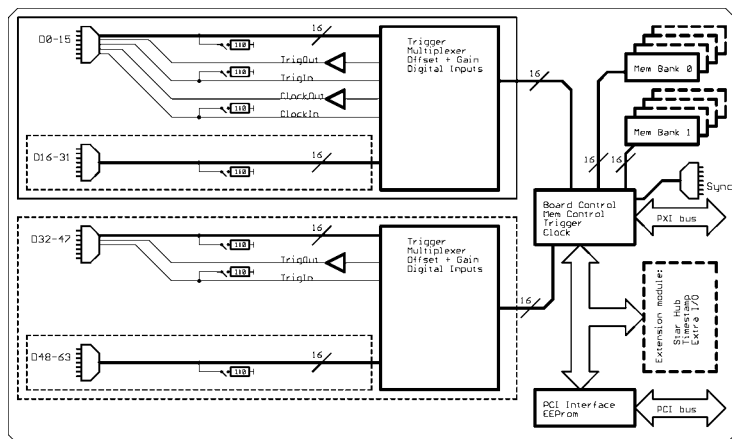 D0-15
110
16
TrigOut
110
TrigIn
ClockOut
110
ClockIn
Trigger
Multiplexer
Offset + Gain
Digital Inputs
16
D16-31
110
16
D32-47
110
16
TrigOut
110
TrigIn
Trigger
Multiplexer
Offset + Gain
Digital Inputs
16
D48-63
110
16
Mem Bank 0
Mem Bank 1
16
16
Sync
Board Control
Mem Control
Trigger
Clock
PXI bus
Extension module:
Star Hub
Timestamp
Extra I/O
PCI Interface
EEProm
PCI bus